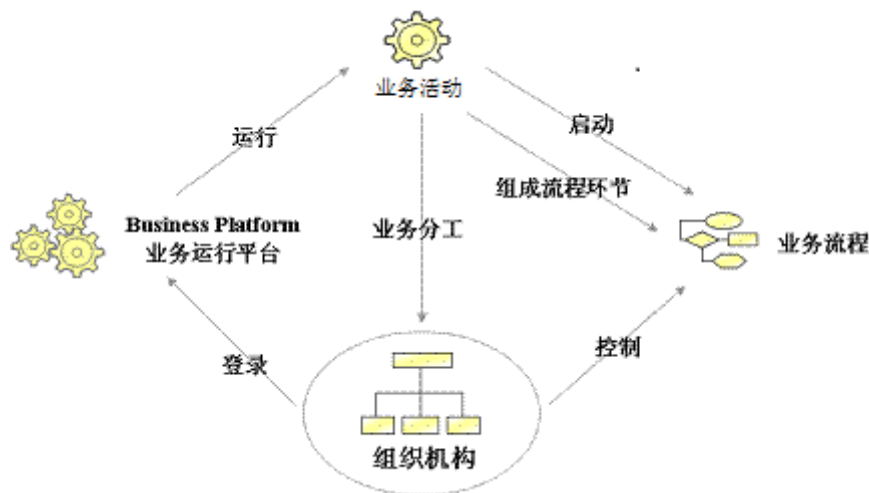 业务活动
运行
启动
组成流程环节
Business Platform
业务运行平台
业务分工
业务流程
登录
控制
组织机构